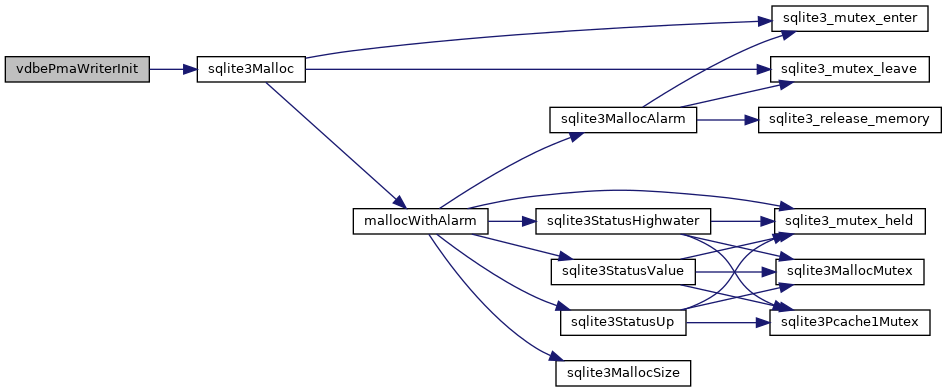 sqlite3_mutex_enter
vdbePmaWriterInit
sqlite3Malloc
sqlite3_mutex_leave
sqlite3MallocAlarm
sqlite3_release_memory
mallocWithAlarm
sqlite3StatusHighwater
sqlite3_mutex_held
sqlite3StatusValue
sqlite3MallocMutex
sqlite3StatusUp
sqlite3Pcache1Mutex
sqlite3MallocSize